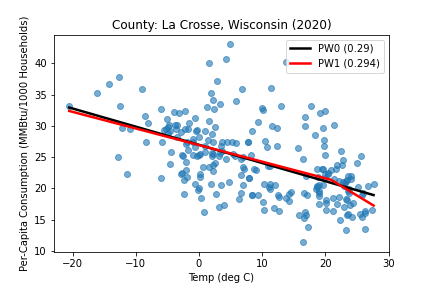 County: La Crosse, Wisconsin (2020)
PW0 (0.29)
PW1 (0.294)
Per-Capita Consumption (MMBtu/1000 Households)
40
35
30
25
20
15
10
−20 −10 0 10 20 30
Temp (deg C)